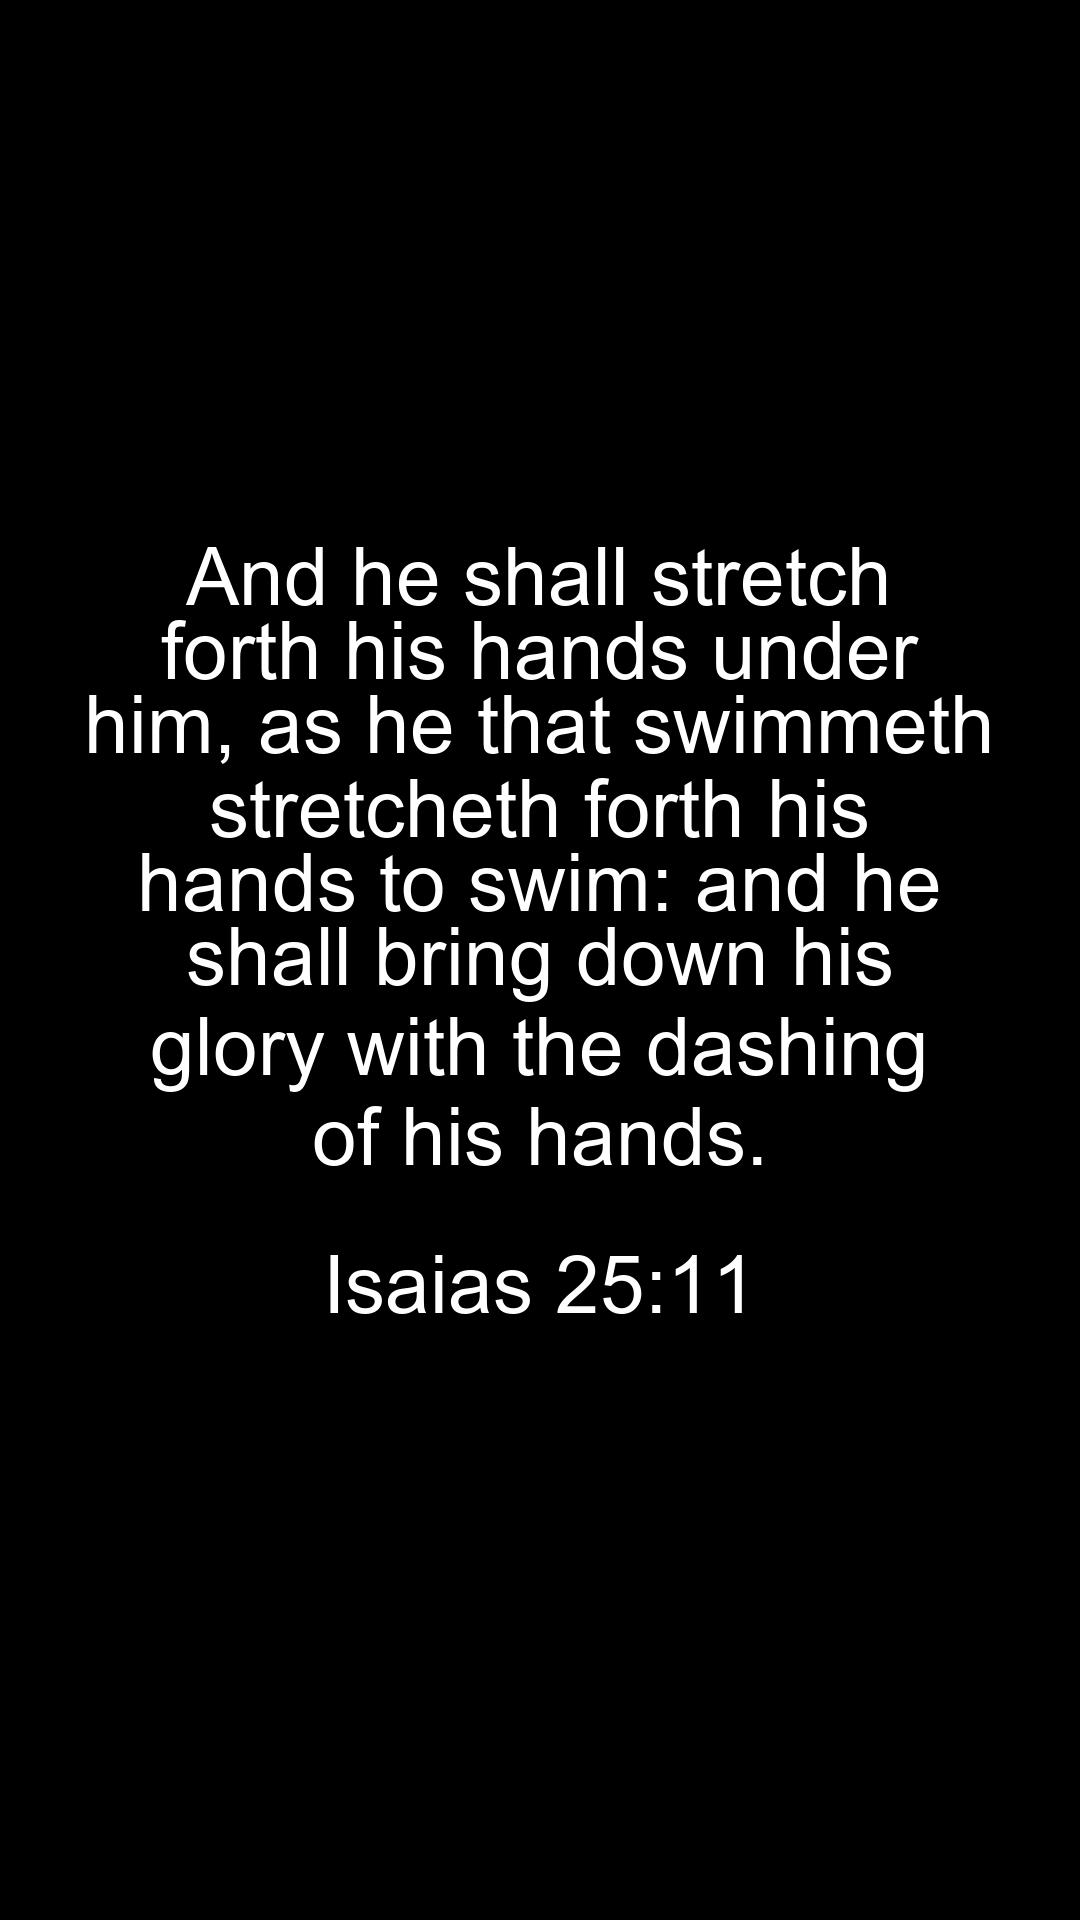 And he shall stretch
forth his hands under
him, as he that swimmeth
stretcheth forth his
hands to swim: and he
shall bring down his
glory with the dashing
of his hands.
Isaias 25:11